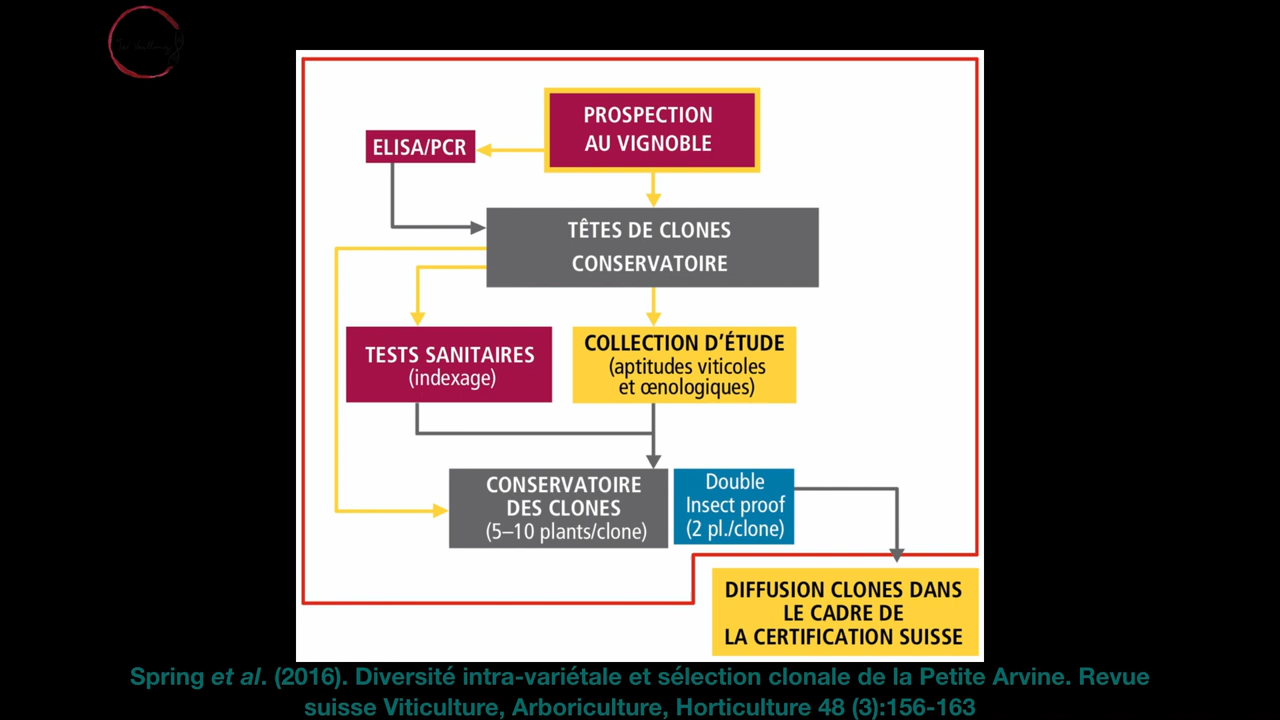 PROSPECTION
AU VIGNOBLE
ELISA/PCR
TÊTES DE CLONES
CONSERVATOIRE
TESTS SANITAIRES
(indexage)
COLLECTION D'ÉTUDE
(aptitudes viticoles
et œnologiques)
CONSERVATOIRE
DES CLONES
(5–10 plants/clone)
Double
Insect proof
(2 pl./clone)
DIFFUSION CLONES DANS
LE CADRE DE
LA CERTIFICATION SUISSE
Spring et al. (2016). Diversité intra-variétale et sélection clonale de la Petite Arvine. Revue
suisse Viticulture, Arboriculture, Horticulture 48 (3):156-163